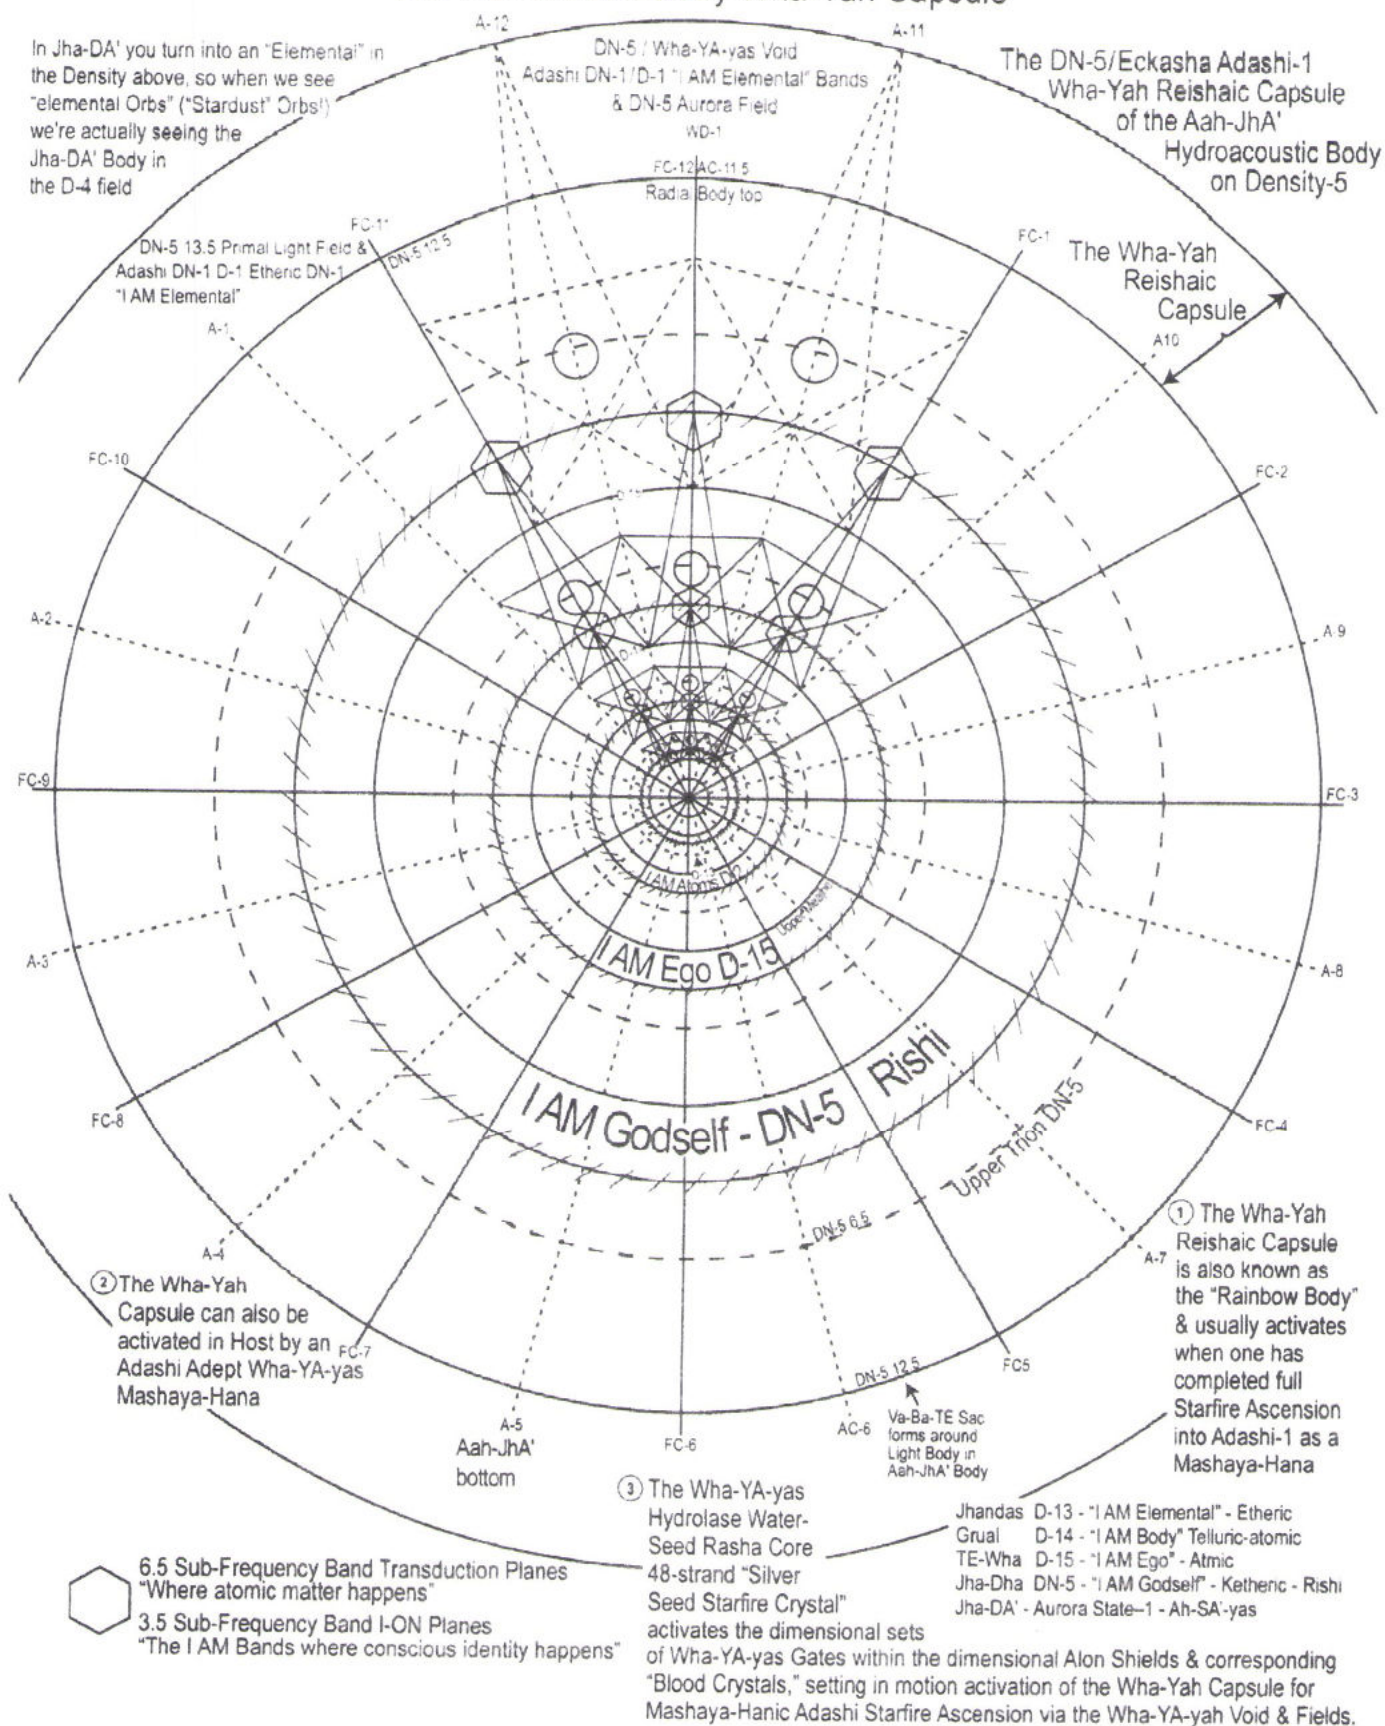 Capsule
A-12
A-11
In Jha-DA' you turn into an "Elemental" in
the Density above, so when we see
"elemental Orbs" ("Stardust" Orbs!)
we're actually seeing the
Jha-DA' Body in
the D-4 field
DN-5 / Wha-YA-yas Void
Adashi DN-1/D-1 "I AM Elemental" Bands
& DN-5 Aurora Field
WD-1
FC-12 AC-11.5
Radial Body top
The DN-5/Eckasha Adashi-1
Wha-Yah Reishaic Capsule
of the Aah-JhA'
Hydroacoustic Body
on Density-5
FC-11
DN-5 12.5
FC-1
DN-5 13.5 Primal Light Field &
Adashi DN-1 D-1 Etheric DN-1
"I AM Elemental"
The Wha-Yah
Reishaic
Capsule
A-1
A10
FC-10
FC-2
A-2
A-9
FC-9
FC-3
I AM Atoms D-12
Upper Meaha
I AM Ego D-15
A-3
A-8
I AM Godself - DN-5 Rishi
FC-8
FC-4
Upper Trion DN-5
DN-5 6.5
A-4
A-7
① The Wha-Yah
Reishaic Capsule
is also known as
the "Rainbow Body"
& usually activates
when one has
completed full
Starfire Ascension
into Adashi-1 as a
Mashaya-Hana
② The Wha-Yah
Capsule can also be
activated in Host by an
Adashi Adept Wha-YA-yas
Mashaya-Hana
FC-7
FC5
DN-5 12.5
A-5
Aah-JhA'
bottom
FC-6
AC-6
Va-Ba-TE Sac
forms around
Light Body in
Aah-JhA' Body
③ The Wha-YA-yas
Hydrolase Water-
Seed Rasha Core
48-strand "Silver
Seed Starfire Crystal"
activates the dimensional sets
of Wha-YA-yas Gates within the dimensional Alon Shields & corresponding
"Blood Crystals," setting in motion activation of the Wha-Yah Capsule for
Mashaya-Hanic Adashi Starfire Ascension via the Wha-YA-yah Void & Fields.
Jhandas D-13 - "I AM Elemental" - Etheric
Grual D-14 - "I AM Body" Telluric-atomic
TE-Wha D-15 - "I AM Ego" - Atmic
Jha-Dha DN-5 - "I AM Godself" - Ketheric - Rishi
Jha-DA' - Aurora State–1 - Ah-SA'-yas
6.5 Sub-Frequency Band Transduction Planes
"Where atomic matter happens"
3.5 Sub-Frequency Band I-ON Planes
"The I AM Bands where conscious identity happens"